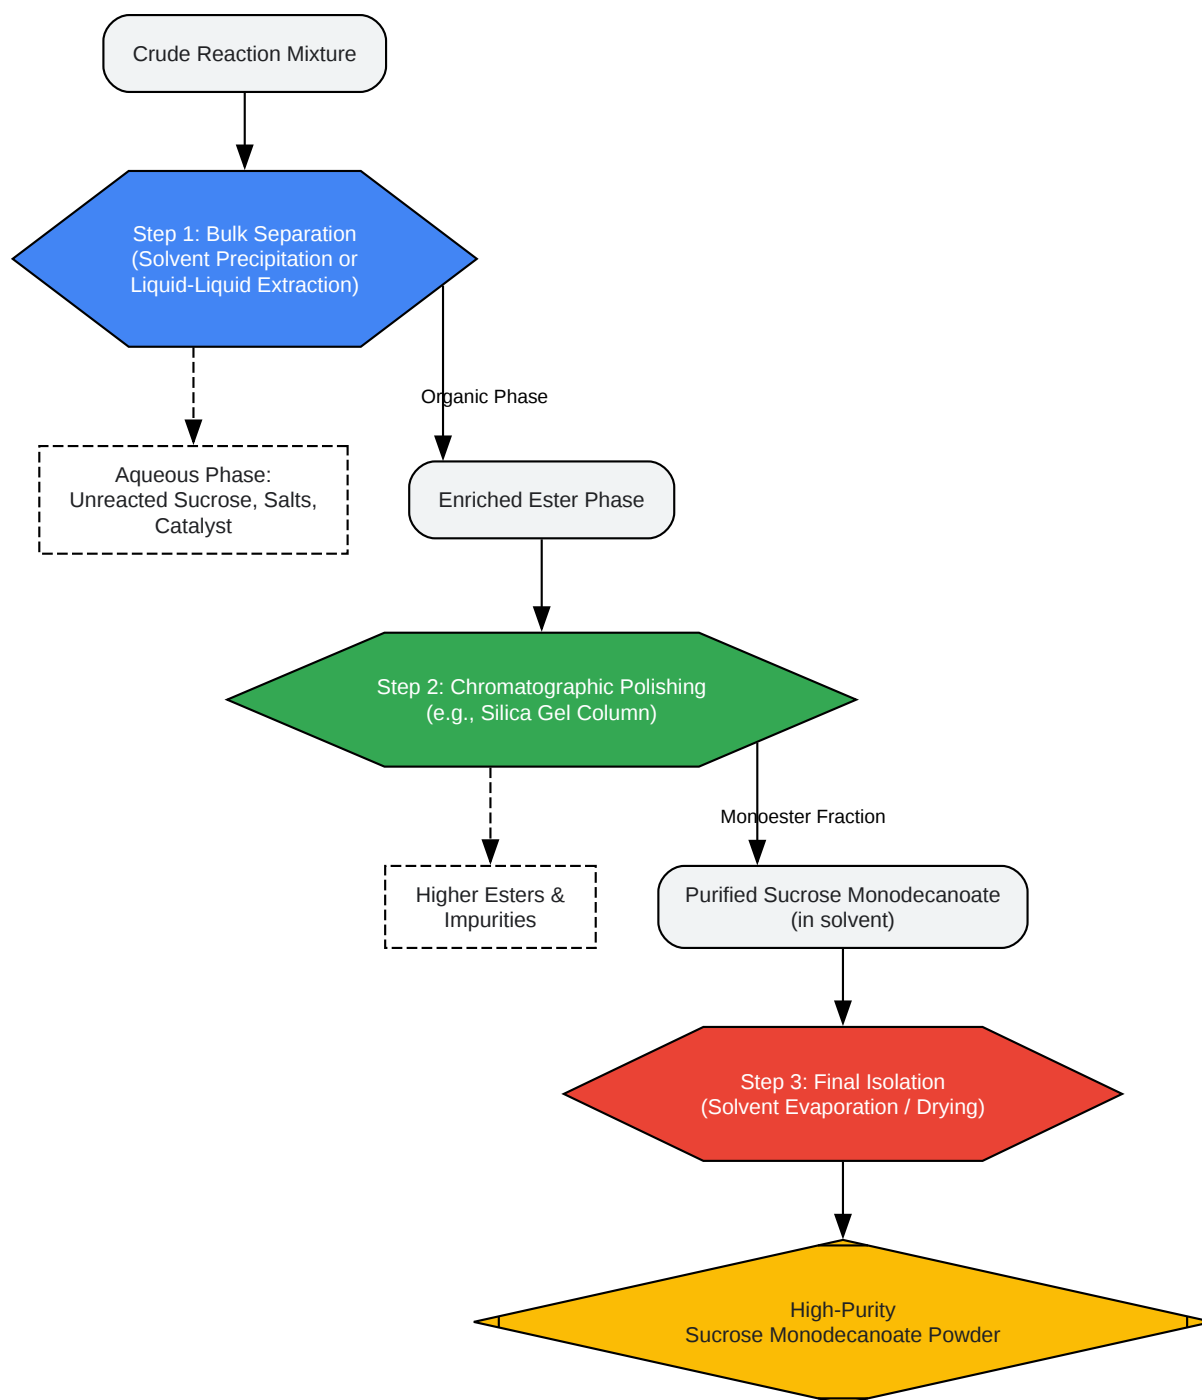 Crude Reaction Mixture
Step 1: Bulk Separation
(Solvent Precipitation or
Liquid-Liquid Extraction)
Organic Phase
Aqueous Phase:
Unreacted Sucrose, Salts,
Catalyst
Enriched Ester Phase
Step 2: Chromatographic Polishing
(e.g., Silica Gel Column)
Monoester Fraction
Higher Esters &
Impurities
Purified Sucrose Monodecanoate
(in solvent)
Step 3: Final Isolation
(Solvent Evaporation / Drying)
High-Purity
Sucrose Monodecanoate Powder